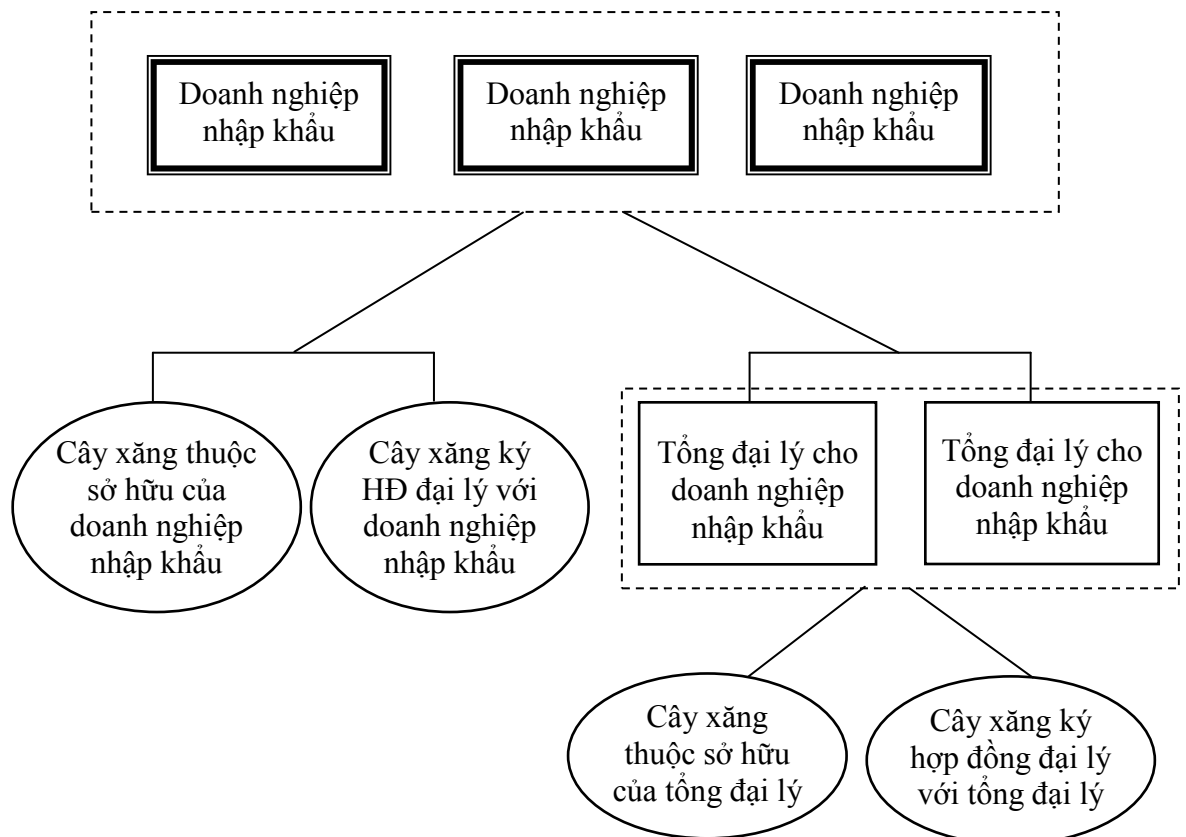 Doanh nghiệp
nhập khẩu
Doanh nghiệp
nhập khẩu
Doanh nghiệp
nhập khẩu
Cây xăng thuộc
sở hữu của
doanh nghiệp
nhập khẩu
Cây xăng ký
HĐ đại lý với
doanh nghiệp
nhập khẩu
Tổng đại lý cho
doanh nghiệp
nhập khẩu
Tổng đại lý cho
doanh nghiệp
nhập khẩu
Cây xăng
thuộc sở hữu
của tổng đại lý
Cây xăng ký
hợp đồng đại lý
với tổng đại lý